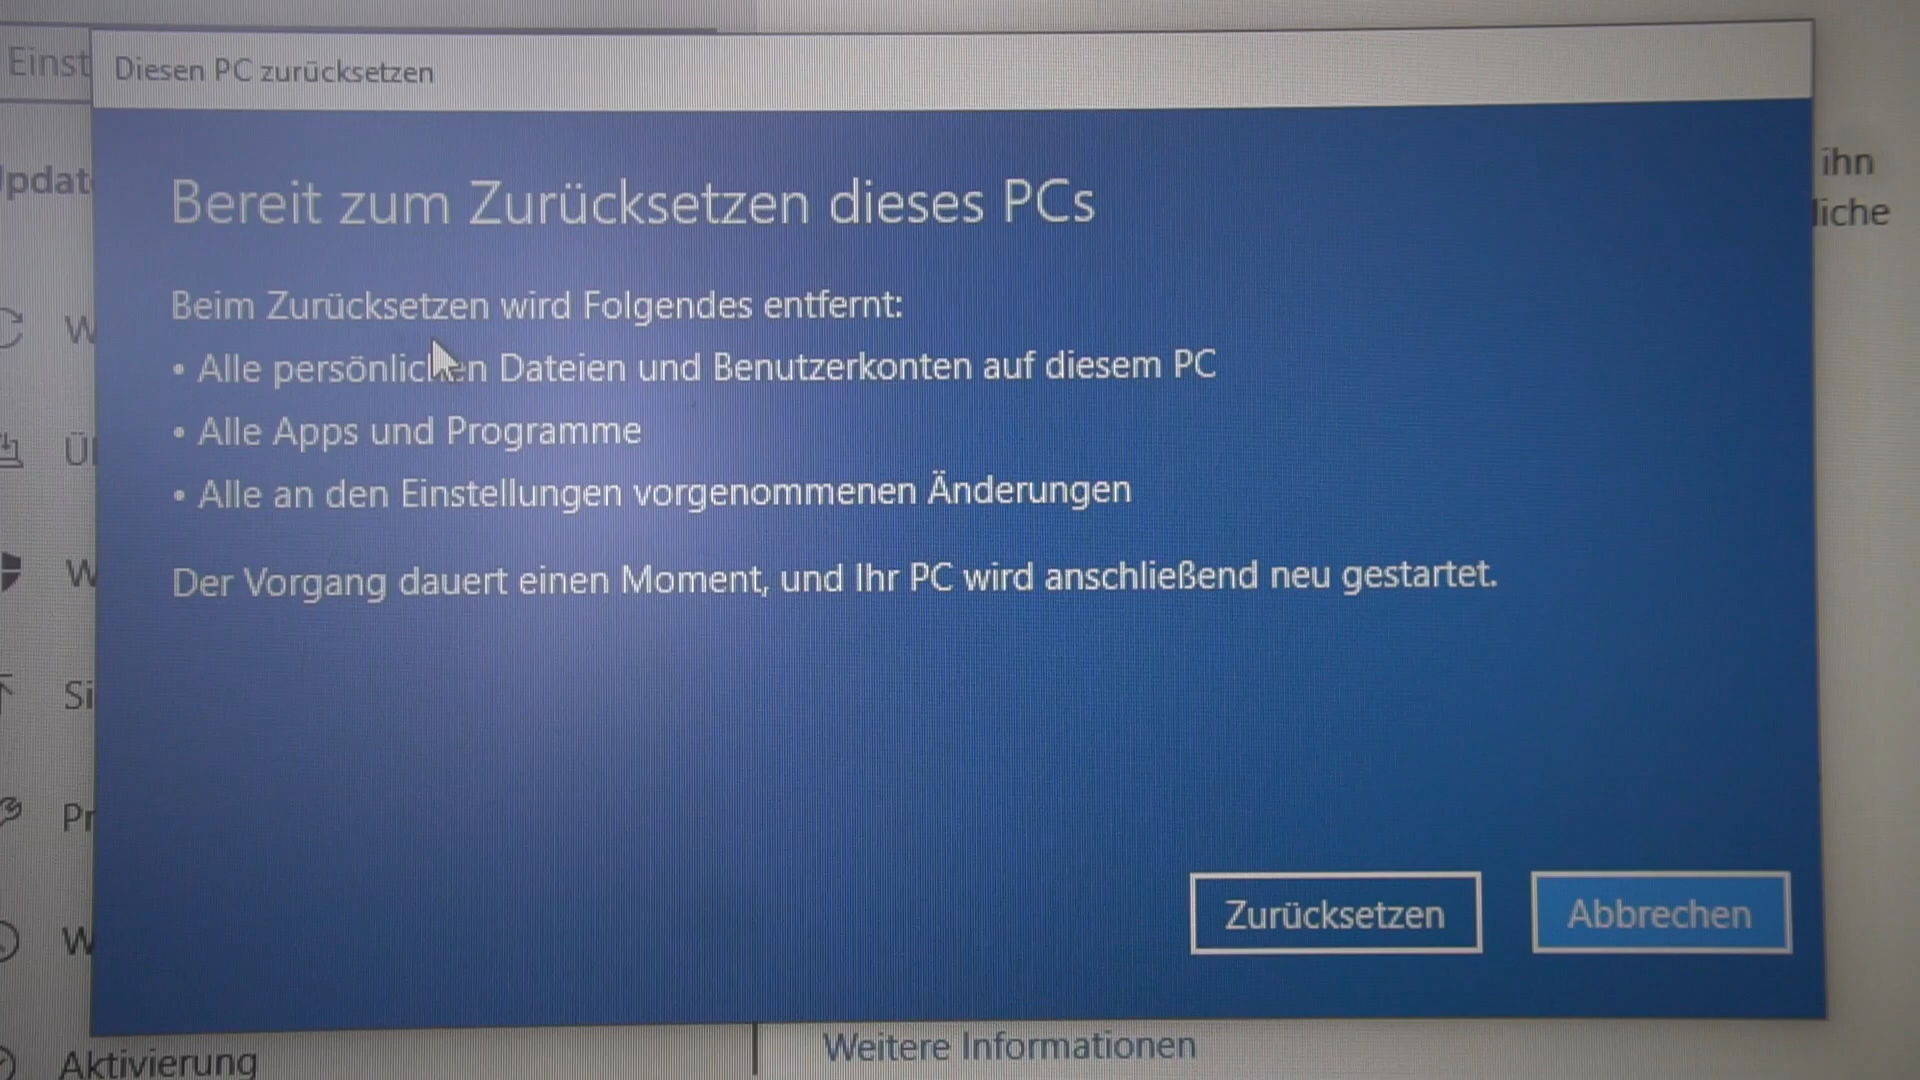 Diesen PC zurücksetzen
ihn
liche
Bereit zum Zurücksetzen dieses PCs
Beim Zurücksetzen wird Folgendes entfernt:
• Alle persönlichen Dateien und Benutzerkonten auf diesem PC
• Alle Apps und Programme
• Alle an den Einstellungen vorgenommenen Änderungen
Der Vorgang dauert einen Moment, und Ihr PC wird anschließend neu gestartet.
Zurücksetzen
Abbrechen
Aktivierung
Weitere Informationen